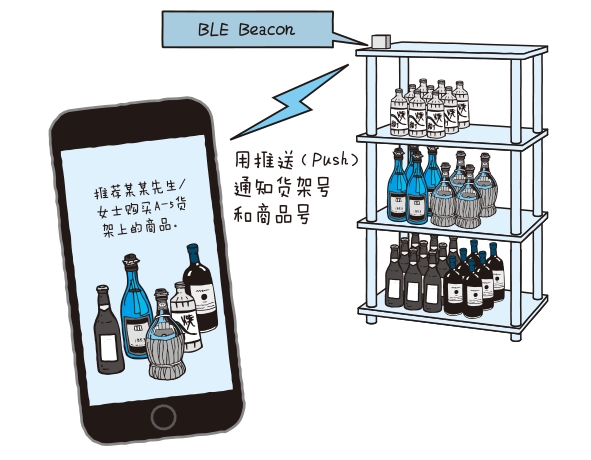 BLE Beacon
用推送（Push）
通知货架号
和商品号
推荐某某先生/
女士购买A-5货
架上的商品.